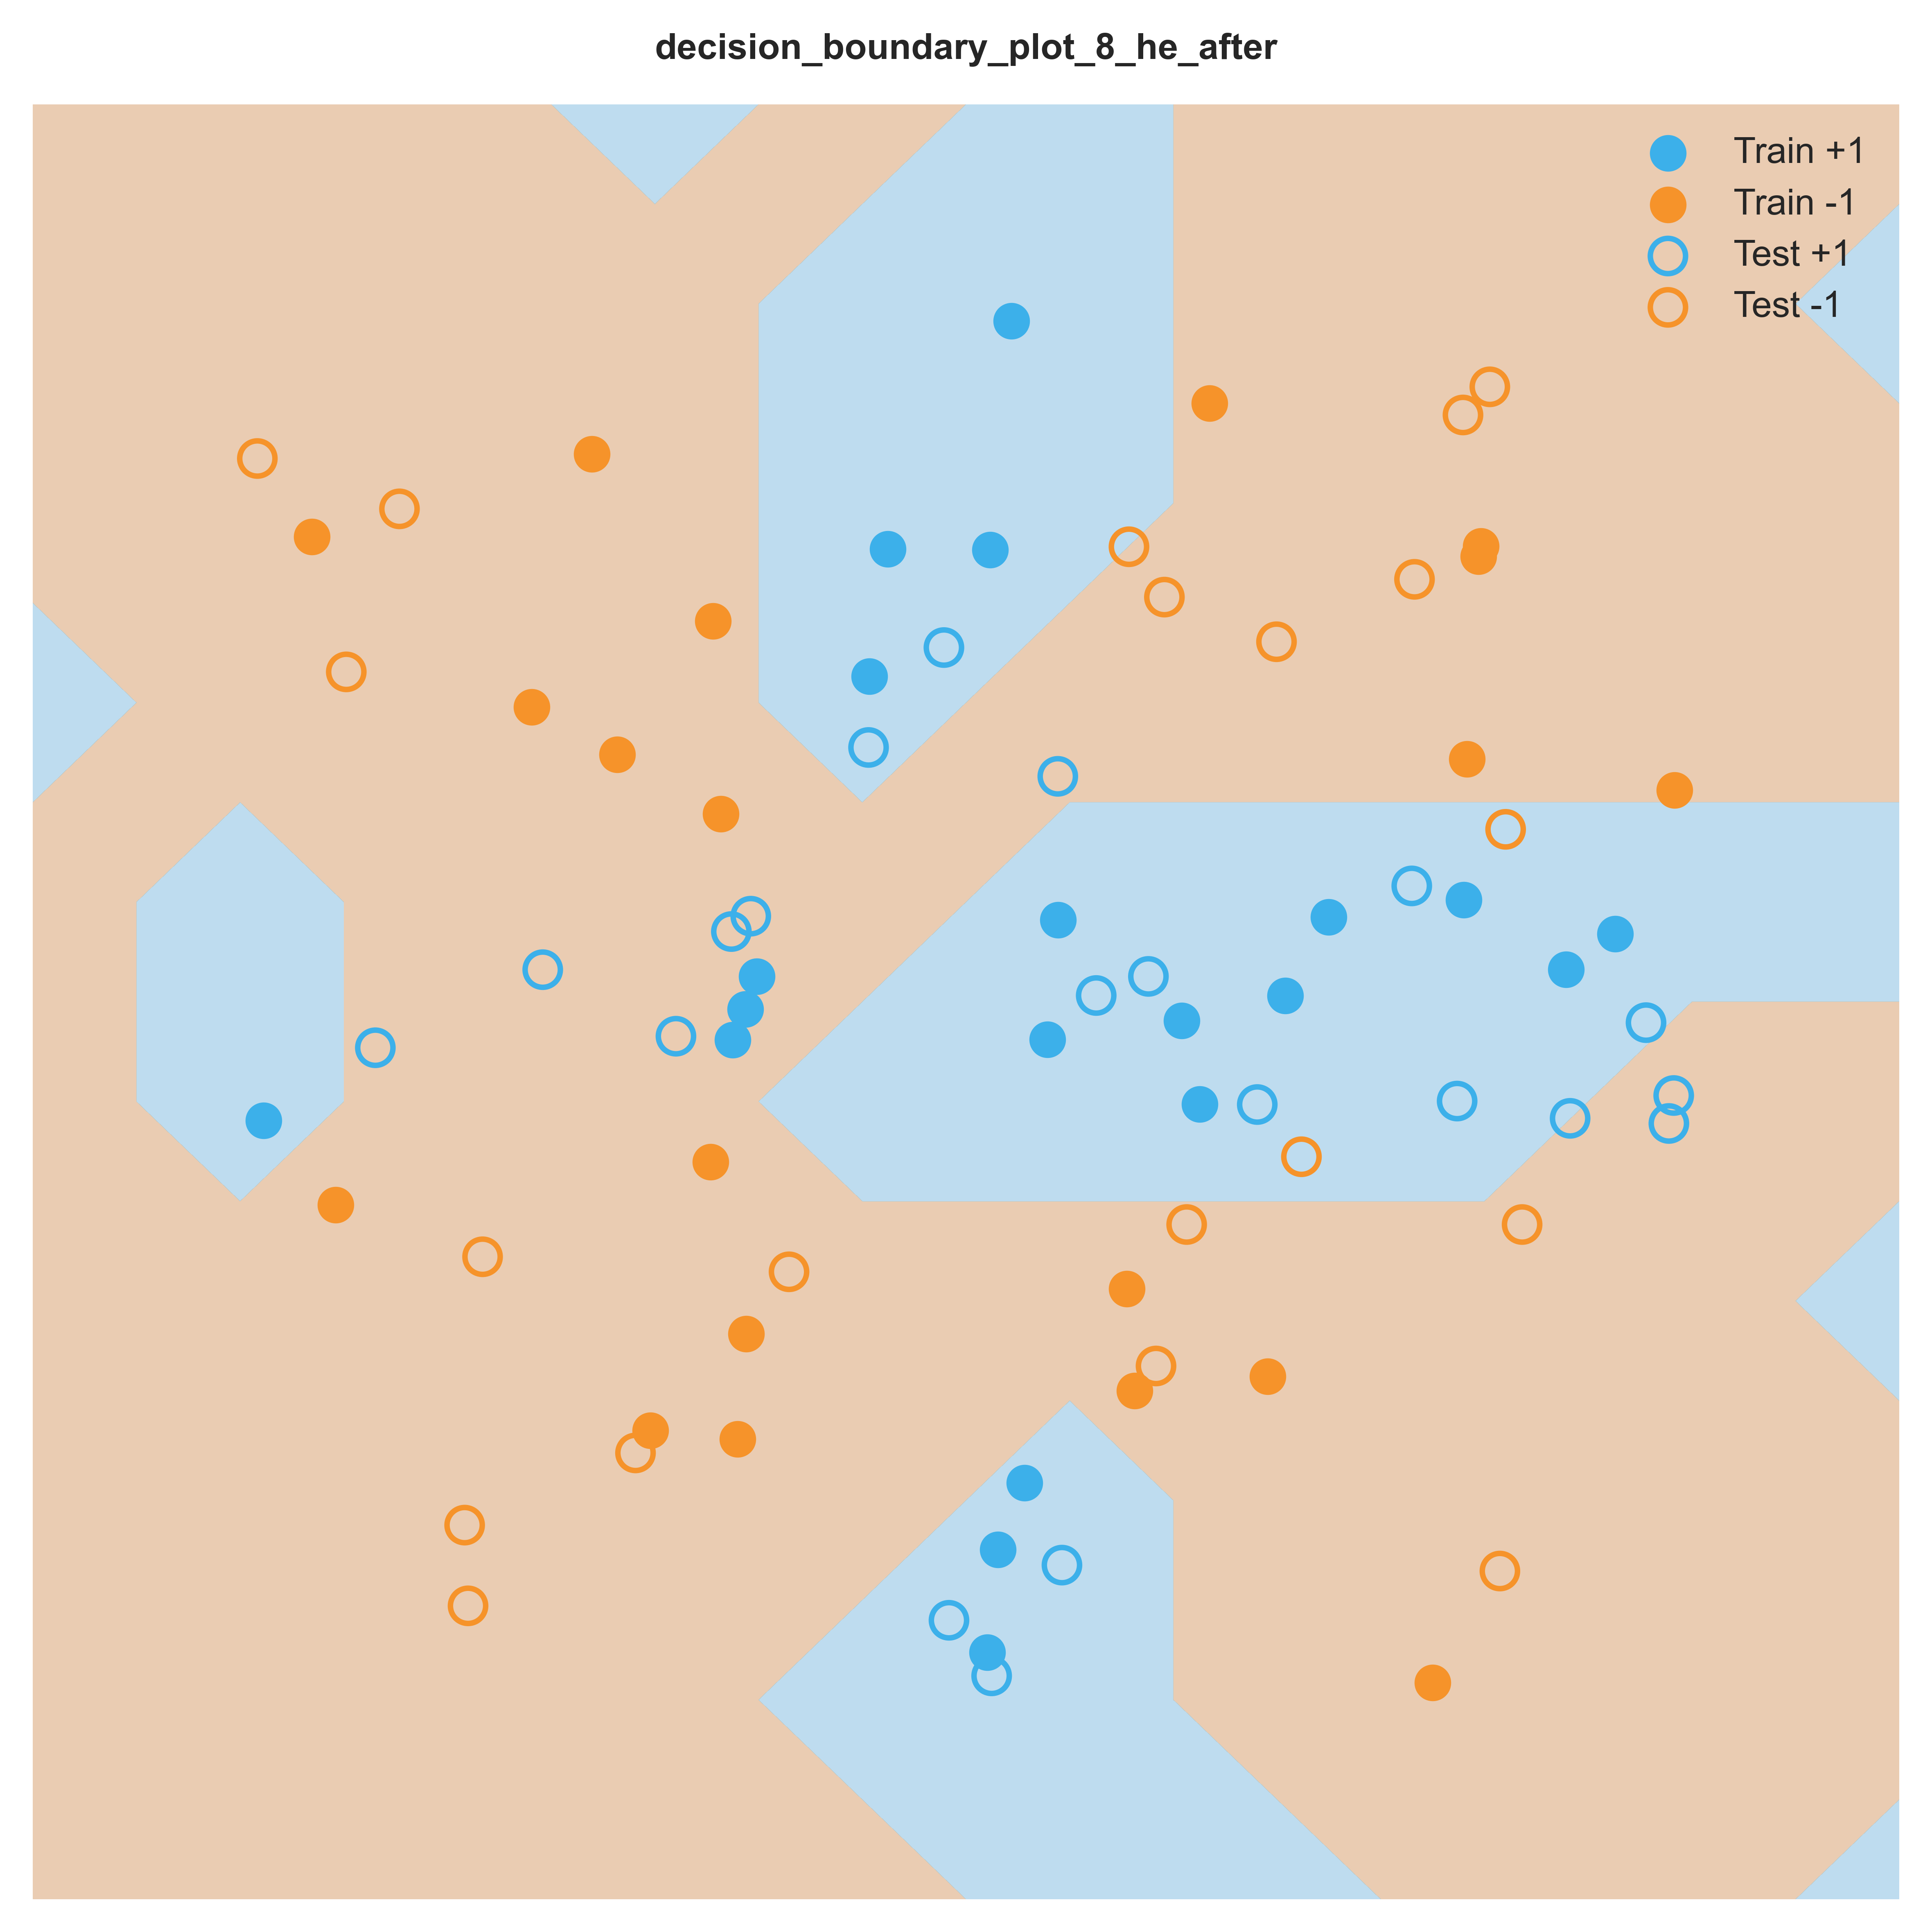 decision_boundary_plot_8_he_after
Train +1
Train -1
Test +1
Test -1